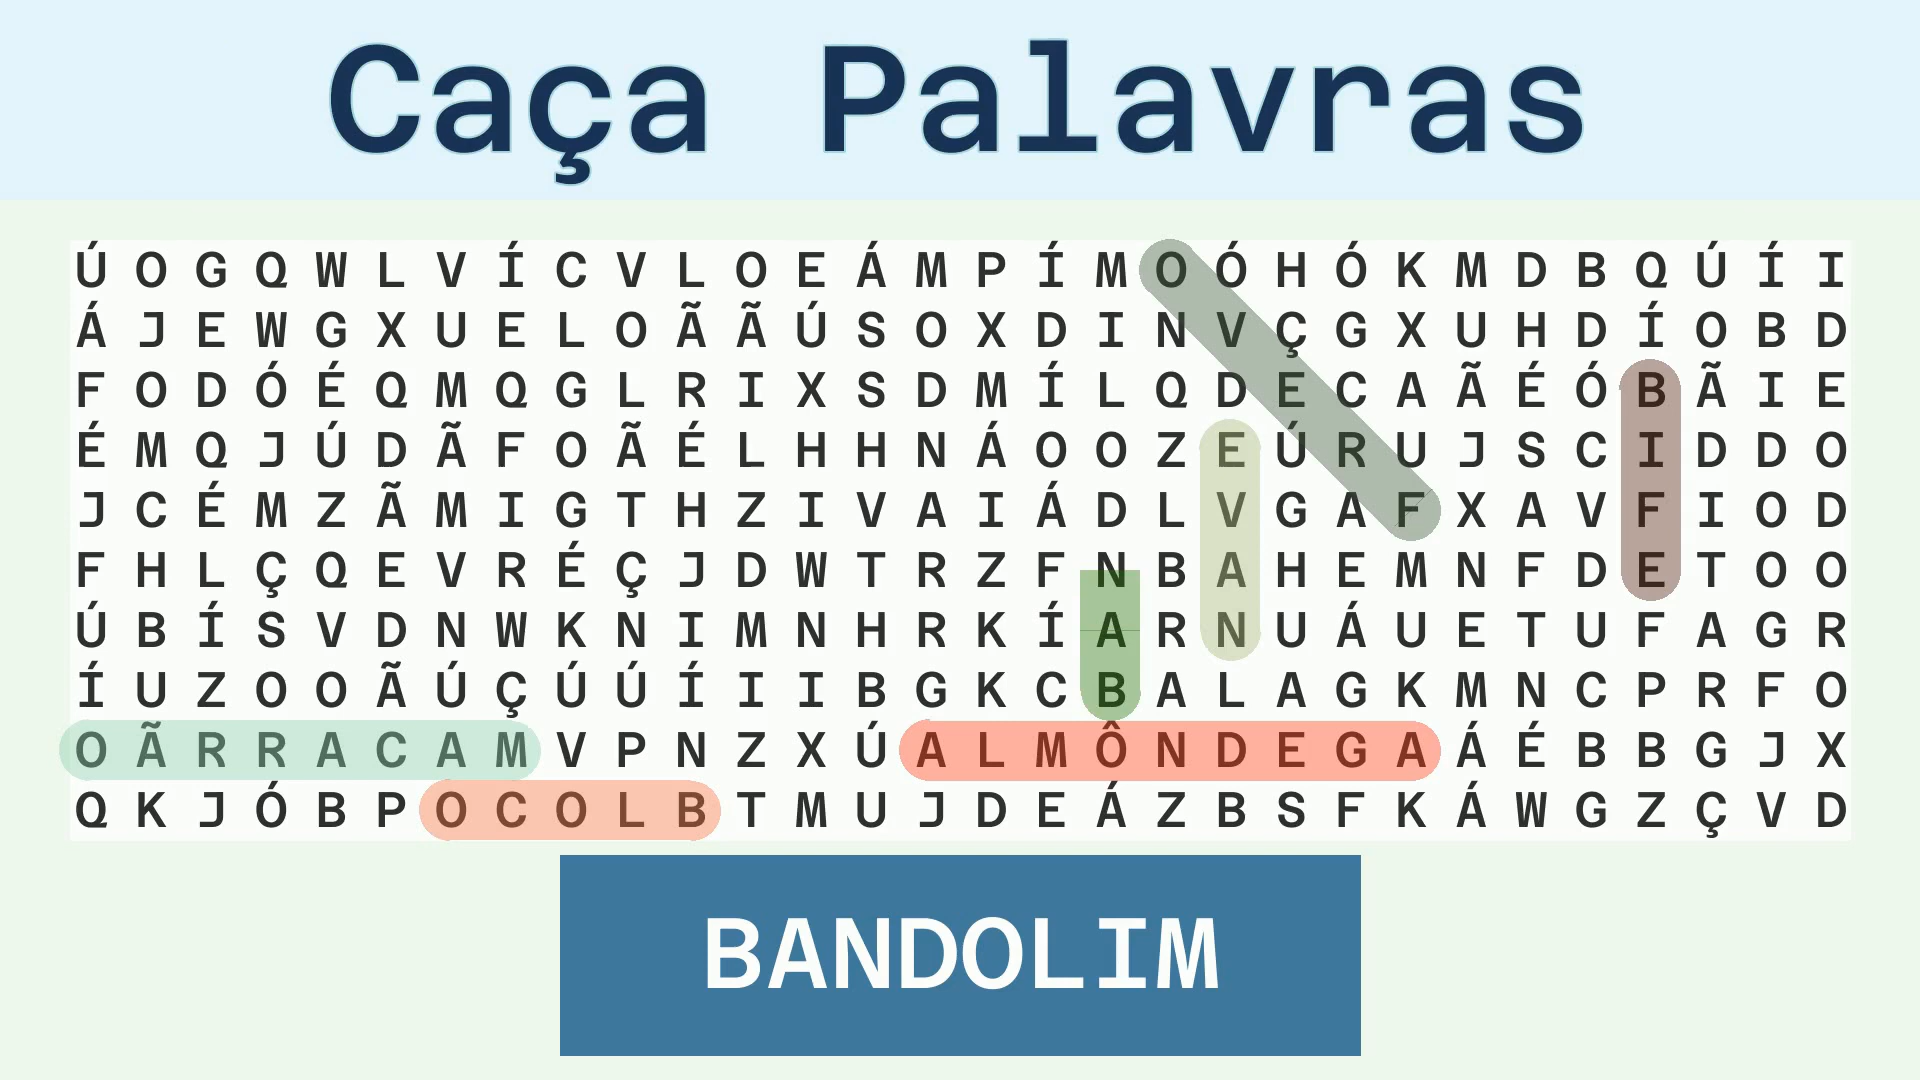 Caça Palavras
Ú O G Q W L V Í C V L O E Á M P Í M O Ó H Ó K M D B Q Ú Í I
Á J E W G X U E L O Ã Ã Ú S O X D I N V Ç G X U H D Í O B D
F O D Ó É Q M Q G L R I X S D M Í L Q D E C A Ã É Ó B Ã I E
É M Q J Ú D Ã F O Ã É L H H N Á O O Z E Ú R U J S C I D D O
J C É M Z Ã M I G T H Z I V A I Á D L V G A F X A V F I O D
F H L Ç Q E V R É Ç J D W T R Z F N B A H E M N F D E T O O
Ú B Í S V D N W K N I M N H R K Í A R N U Á U E T U F A G R
Í U Z O O Ã Ú Ç Ú Ú Í I I B G K C B A L A G K M N C P R F O
O Ã R R A C A M V P N Z X Ú A L M Ô N D E G A Á É B B G J X
Q K J Ó B P O C O L B T M U J D E Á Z B S F K Á W G Z Ç V D
BANDOLIM